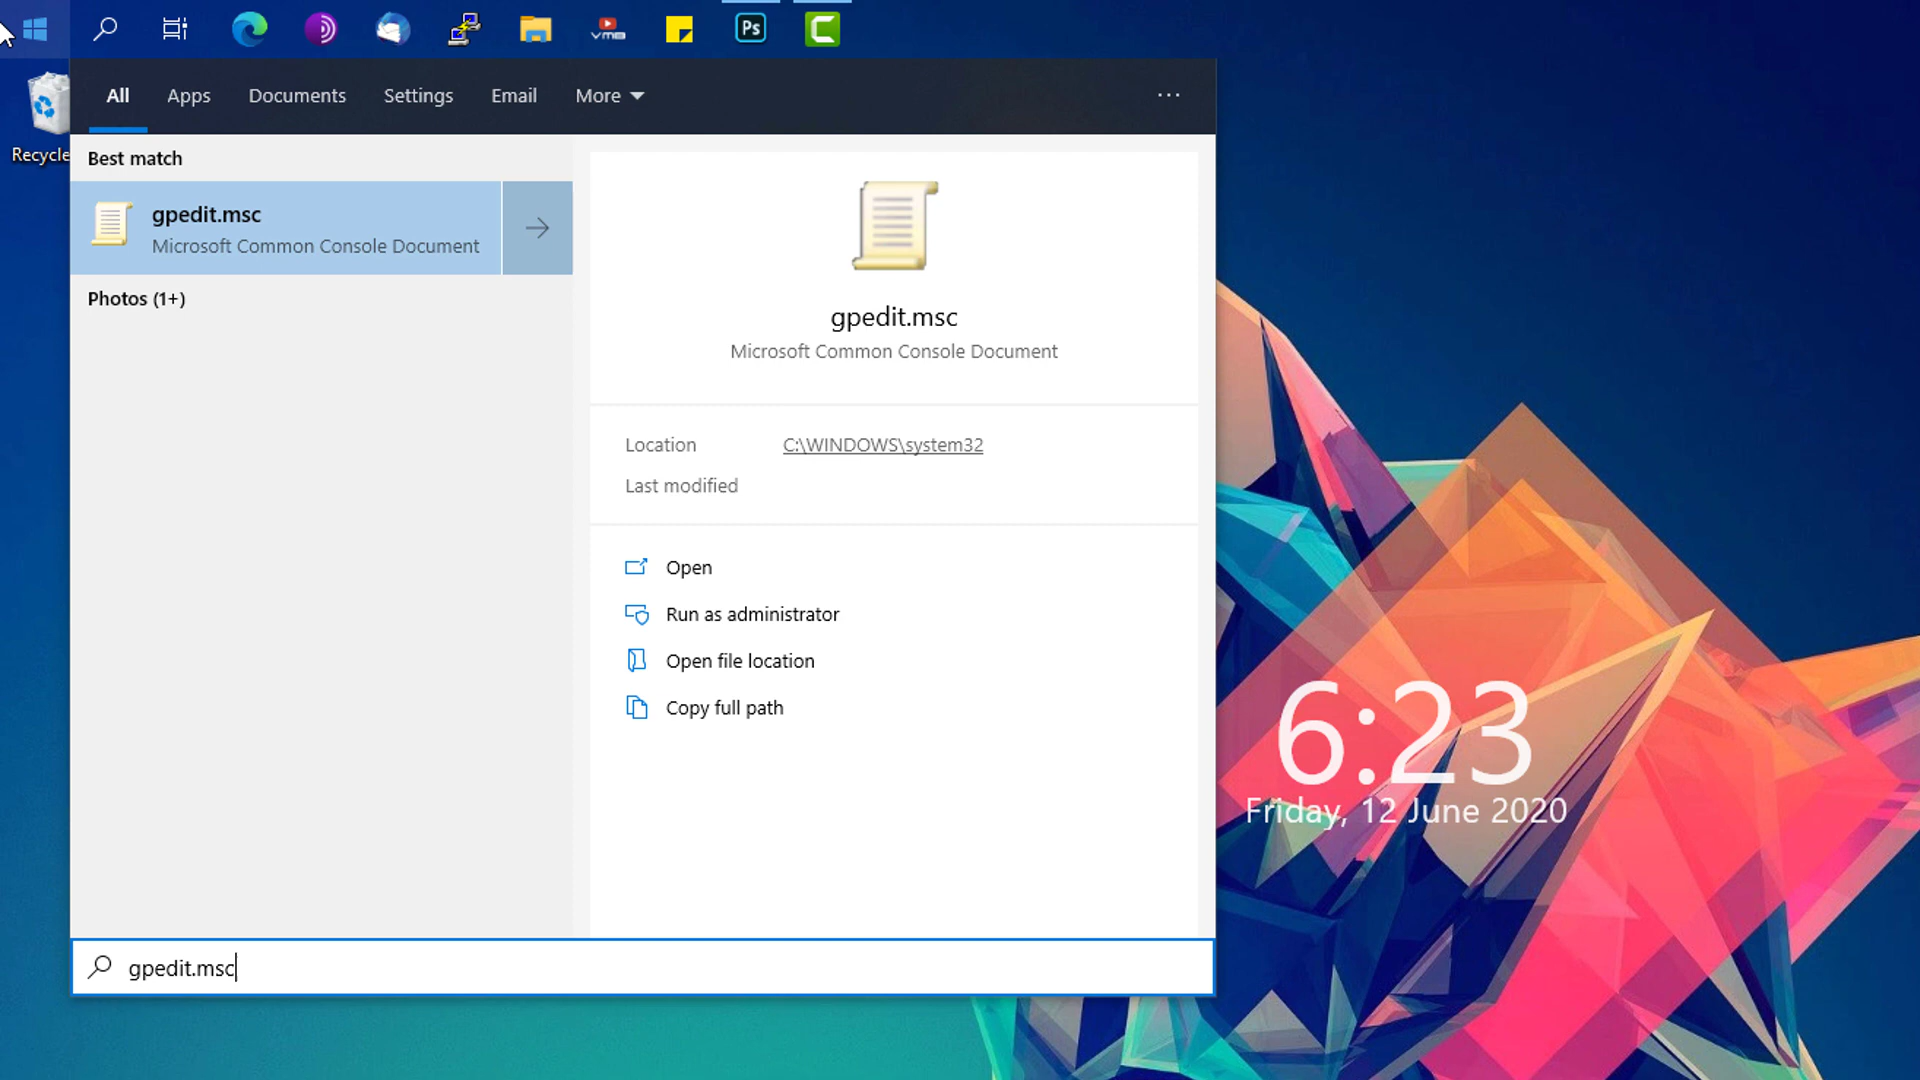 vmb
Ps
Recycle
All Apps Documents Settings Email More
Best match
gpedit.msc
Microsoft Common Console Document
Photos (1+)
gpedit.msc
Microsoft Common Console Document
Location C:\WINDOWS\system32
Last modified
Open
Run as administrator
Open file location
Copy full path
6:23
Friday, 12 June 2020
gpedit.msc